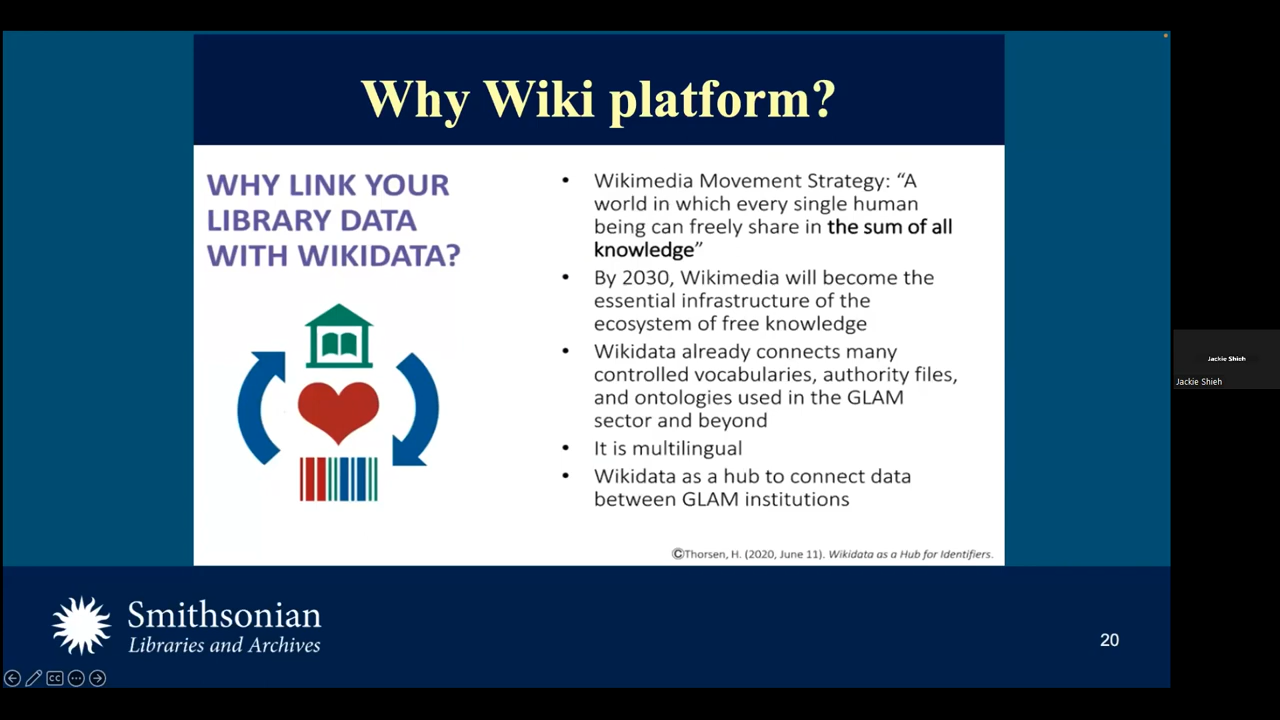 Why Wiki platform?
WHY LINK YOUR
LIBRARY DATA
WITH WIKIDATA?
• Wikimedia Movement Strategy: “A
world in which every single human
being can freely share in the sum of all
knowledge”
• By 2030, Wikimedia will become the
essential infrastructure of the
ecosystem of free knowledge
• Wikidata already connects many
controlled vocabularies, authority files,
and ontologies used in the GLAM
sector and beyond
• It is multilingual
• Wikidata as a hub to connect data
between GLAM institutions
©Thorsen, H. (2020, June 11). Wikidata as a Hub for Identifiers.
Smithsonian
Libraries and Archives
20
CC
Jackie Shieh
Jackie Shieh